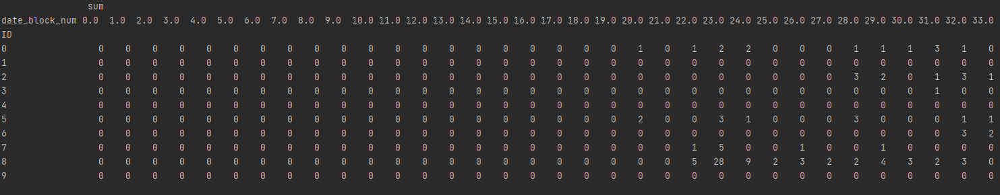 sum
date_block_num 0.0 1.0 2.0 3.0 4.0 5.0 6.0 7.0 8.0 9.0 10.0 11.0 12.0 13.0 14.0 15.0 16.0 17.0 18.0 19.0 20.0 21.0 22.0 23.0 24.0 25.0 26.0 27.0 28.0 29.0 30.0 31.0 32.0 33.0
ID
0 0 0 0 0 0 0 0 0 0 0 0 0 0 0 0 0 0 0 0 0 1 0 1 2 2 0 0 0 1 1 1 3 1 0
1 0 0 0 0 0 0 0 0 0 0 0 0 0 0 0 0 0 0 0 0 0 0 0 0 0 0 0 0 0 0 0 0 0 0
2 0 0 0 0 0 0 0 0 0 0 0 0 0 0 0 0 0 0 0 0 0 0 0 0 0 0 0 0 3 2 0 1 3 1
3 0 0 0 0 0 0 0 0 0 0 0 0 0 0 0 0 0 0 0 0 0 0 0 0 0 0 0 0 0 0 0 1 0 0
4 0 0 0 0 0 0 0 0 0 0 0 0 0 0 0 0 0 0 0 0 0 0 0 0 0 0 0 0 0 0 0 0 0 0
5 0 0 0 0 0 0 0 0 0 0 0 0 0 0 0 0 0 0 0 0 2 0 0 3 1 0 0 0 3 0 0 0 1 1
6 0 0 0 0 0 0 0 0 0 0 0 0 0 0 0 0 0 0 0 0 0 0 0 0 0 0 0 0 0 0 0 0 3 2
7 0 0 0 0 0 0 0 0 0 0 0 0 0 0 0 0 0 0 0 0 0 0 1 5 0 0 1 0 0 1 0 0 0 0
8 0 0 0 0 0 0 0 0 0 0 0 0 0 0 0 0 0 0 0 0 0 0 5 28 9 2 3 2 2 4 3 2 3 0
9 0 0 0 0 0 0 0 0 0 0 0 0 0 0 0 0 0 0 0 0 0 0 0 0 0 0 0 0 0 0 0 0 0 0